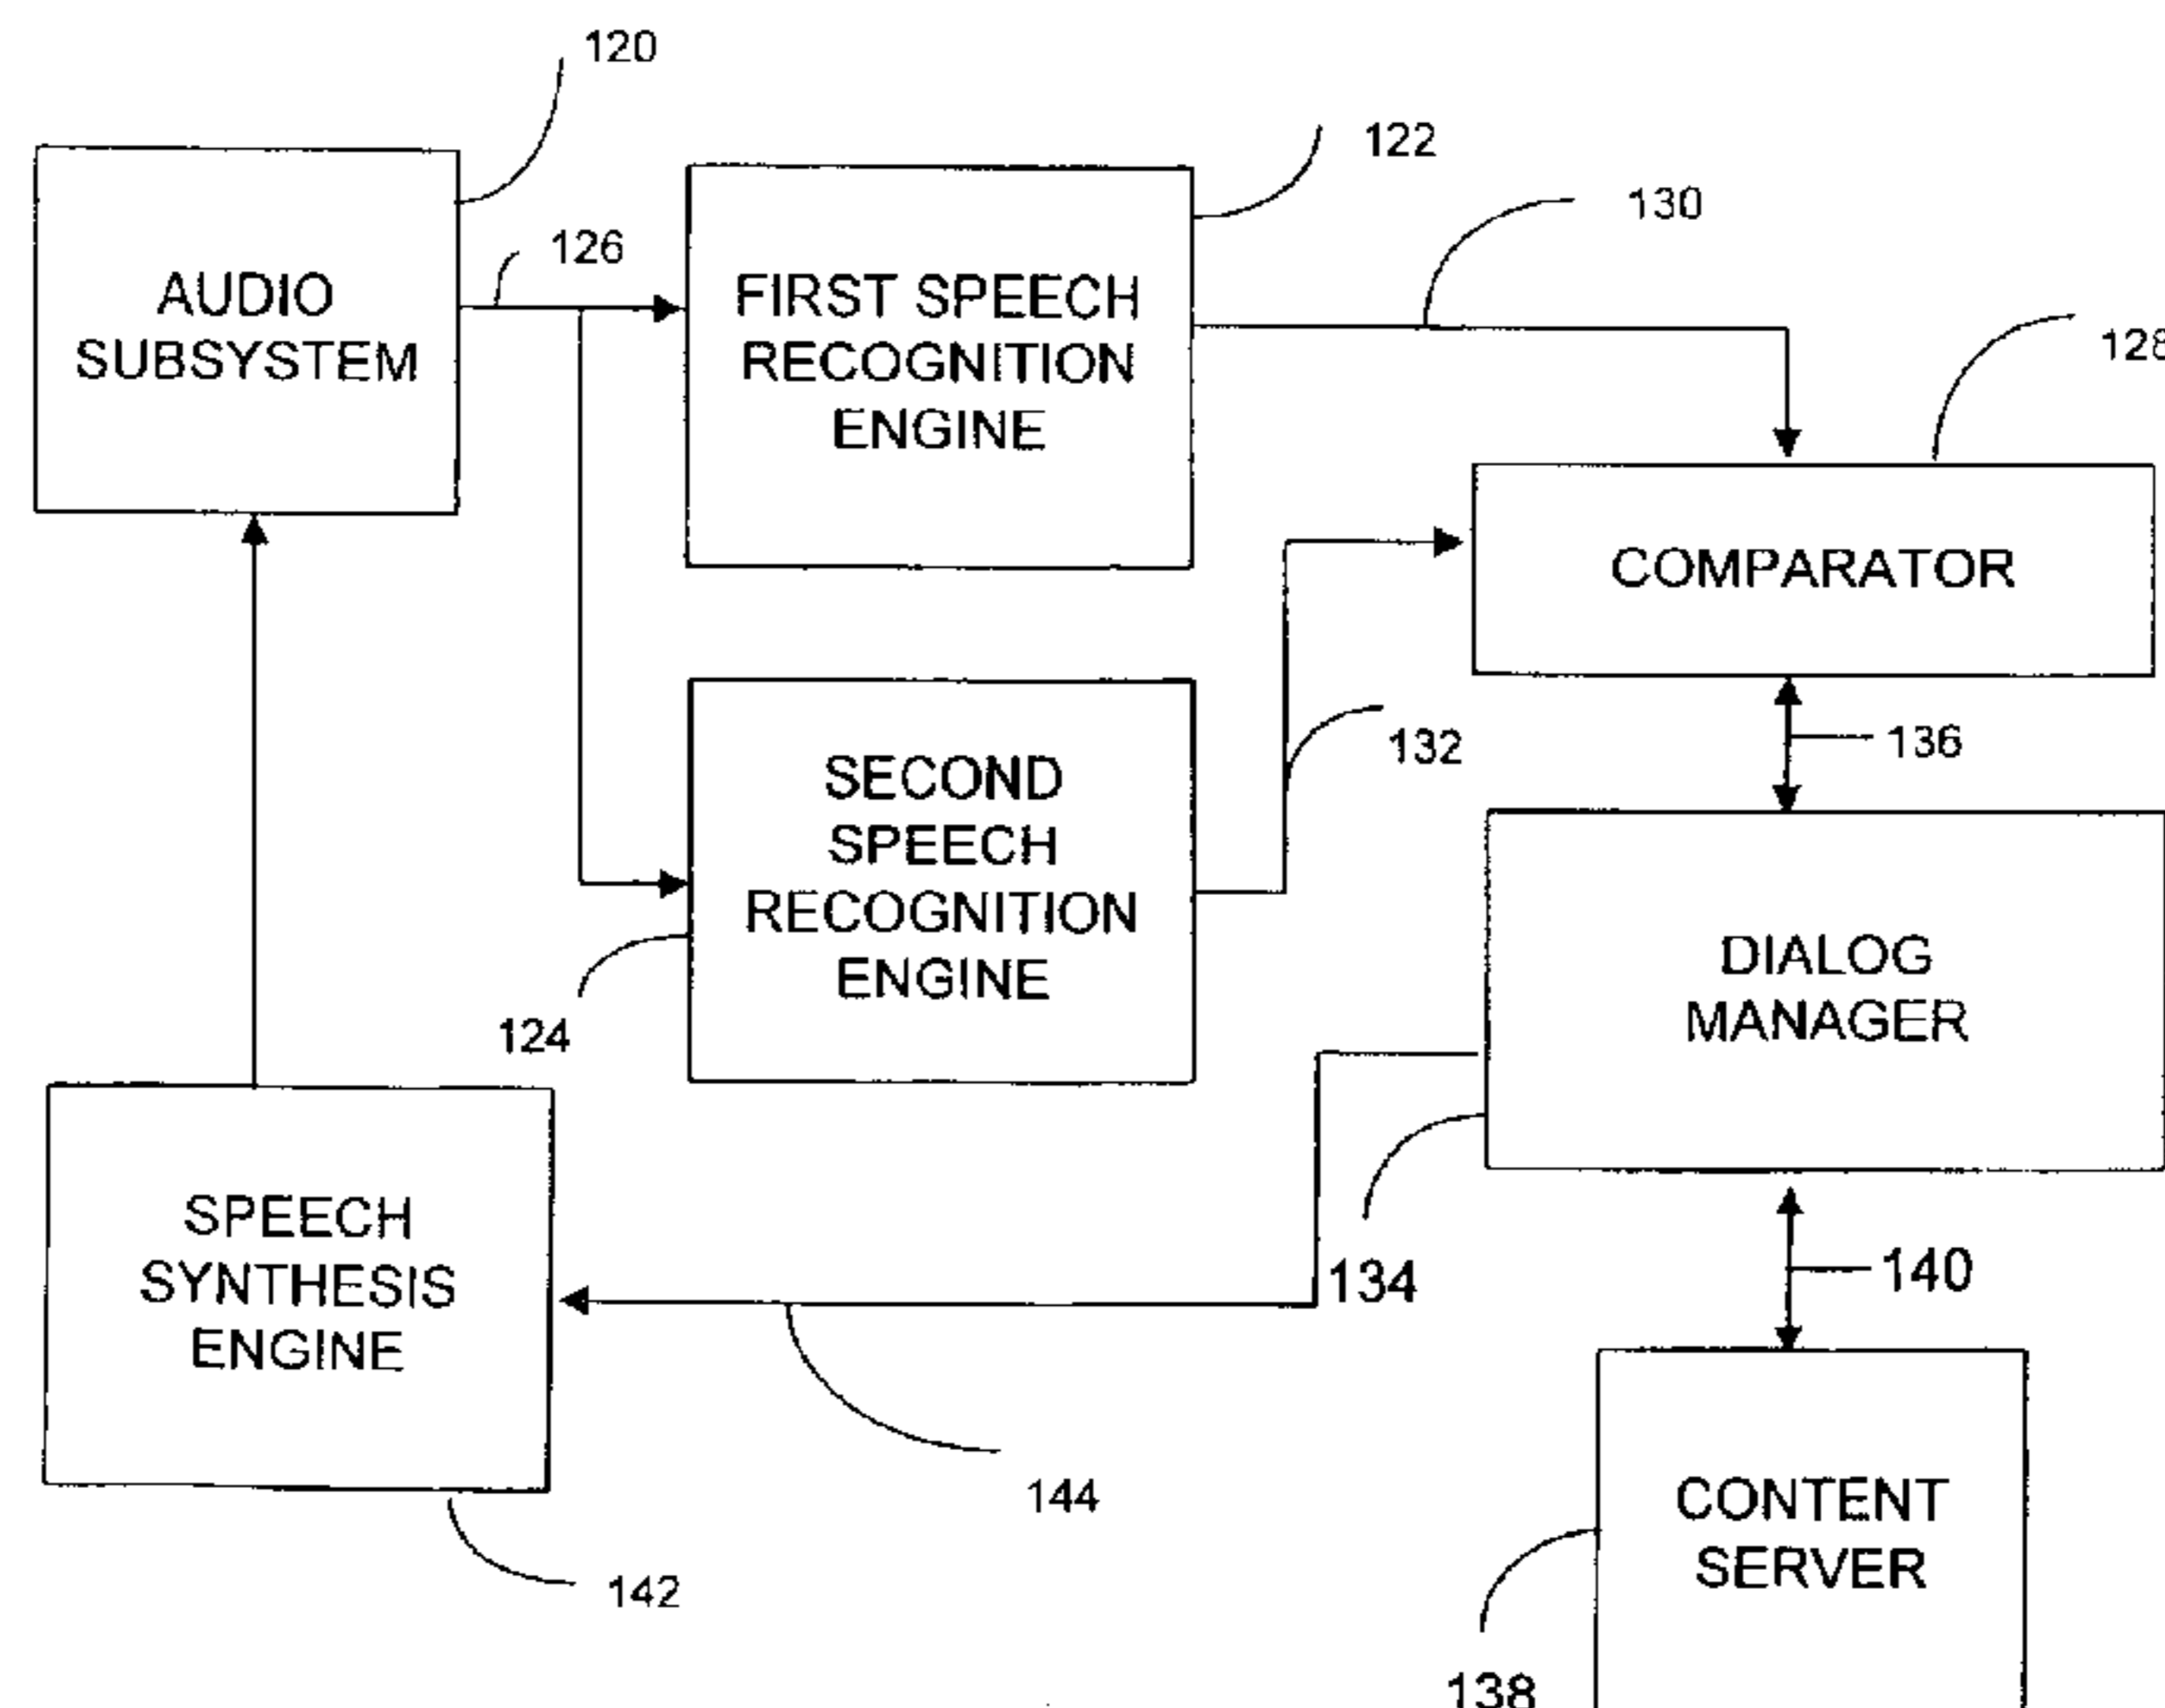 120
122
130
126
128
AUDIO
SUBSYSTEM
FIRST SPEECH
RECOGNITION
ENGINE
COMPARATOR
136
132
SECOND
SPEECH
RECOGNITION
ENGINE
124
DIALOG
MANAGER
134
140
SPEECH
SYNTHESIS
ENGINE
144
142
CONTENT
SERVER
138